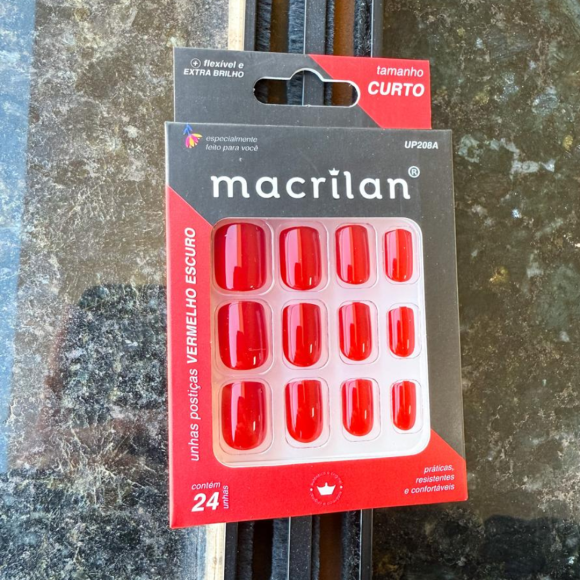 + flexível e
EXTRA BRILHO
tamanho
CURTO
especialmente
feito para você
UP208A
macrilan®
unhas postiças VERMELHO ESCURO
contém
24
unhas
práticas,
resistentes
e confortáveis